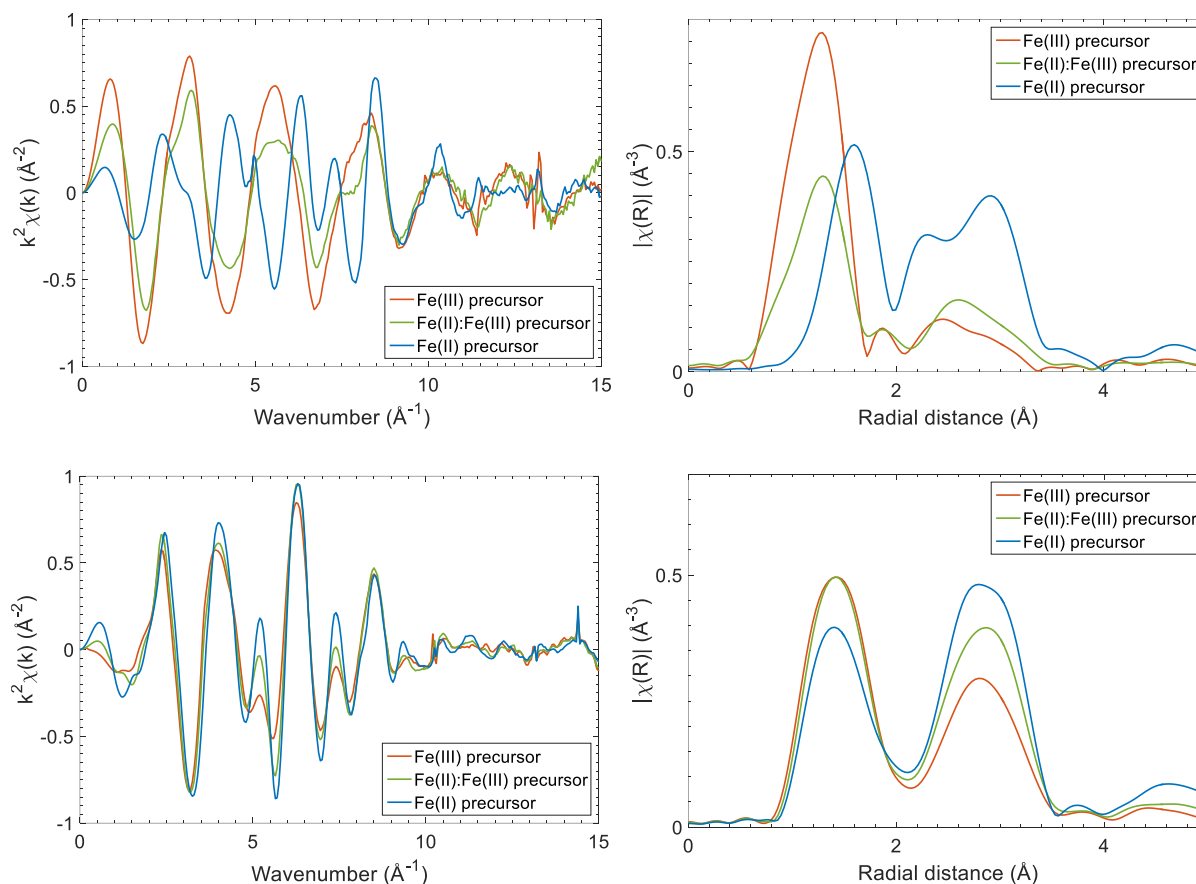 1
0.5
0
-0.5
-1
k²χ(k) (Å⁻²)
Fe(III) precursor
Fe(II):Fe(III) precursor
Fe(II) precursor
0
5
10
15
Wavenumber (Å⁻¹)
0.5
0
|χ(R)| (Å⁻³)
Fe(III) precursor
Fe(II):Fe(III) precursor
Fe(II) precursor
0
2
4
Radial distance (Å)
1
0.5
0
-0.5
-1
k²χ(k) (Å⁻²)
Fe(III) precursor
Fe(II):Fe(III) precursor
Fe(II) precursor
0
5
10
15
Wavenumber (Å⁻¹)
0.5
0
|χ(R)| (Å⁻³)
Fe(III) precursor
Fe(II):Fe(III) precursor
Fe(II) precursor
0
2
4
Radial distance (Å)